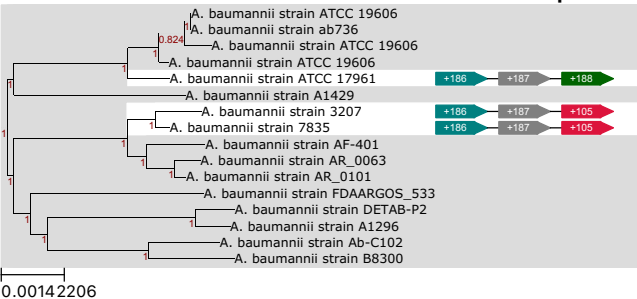 A. baumannii strain ATCC 19606
A. baumannii strain ab736
1
0.824
A. baumannii strain ATCC 19606
1
A. baumannii strain ATCC 19606
1
A. baumannii strain ATCC 17961 +186 +187 +188
A. baumannii strain A1429
A. baumannii strain 3207 +186 +187 +105
1
A. baumannii strain 7835 +186 +187 +105
1
1
A. baumannii strain AF-401
1
A. baumannii strain AR_0063
1
A. baumannii strain AR_0101
1
A. baumannii strain FDAARGOS_533
A. baumannii strain DETAB-P2
1
A. baumannii strain A1296
1
1
A. baumannii strain Ab-C102
1
A. baumannii strain B8300
0.00142206